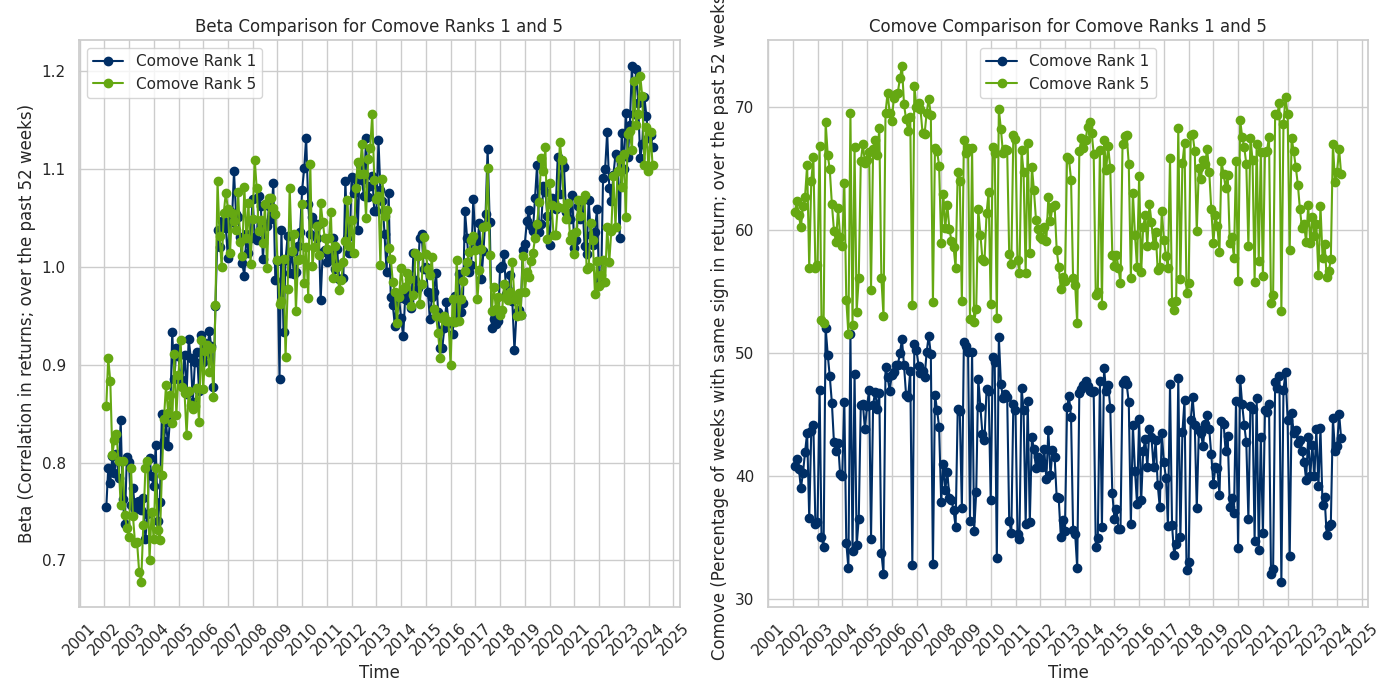 Beta Comparison for Comove Ranks 1 and 5
Beta (Correlation in returns; over the past 52 weeks)
1.2
1.1
1.0
0.9
0.8
0.7
Comove Rank 1
Comove Rank 5
2001 2002 2003 2004 2005 2006 2007 2008 2009 2010 2011 2012 2013 2014 2015 2016 2017 2018 2019 2020 2021 2022 2023 2024 2025
Time
Comove Comparison for Comove Ranks 1 and 5
Comove (Percentage of weeks with same sign in return; over the past 52 weeks
70
60
50
40
30
Comove Rank 1
Comove Rank 5
2001 2002 2003 2004 2005 2006 2007 2008 2009 2010 2011 2012 2013 2014 2015 2016 2017 2018 2019 2020 2021 2022 2023 2024 2025
Time